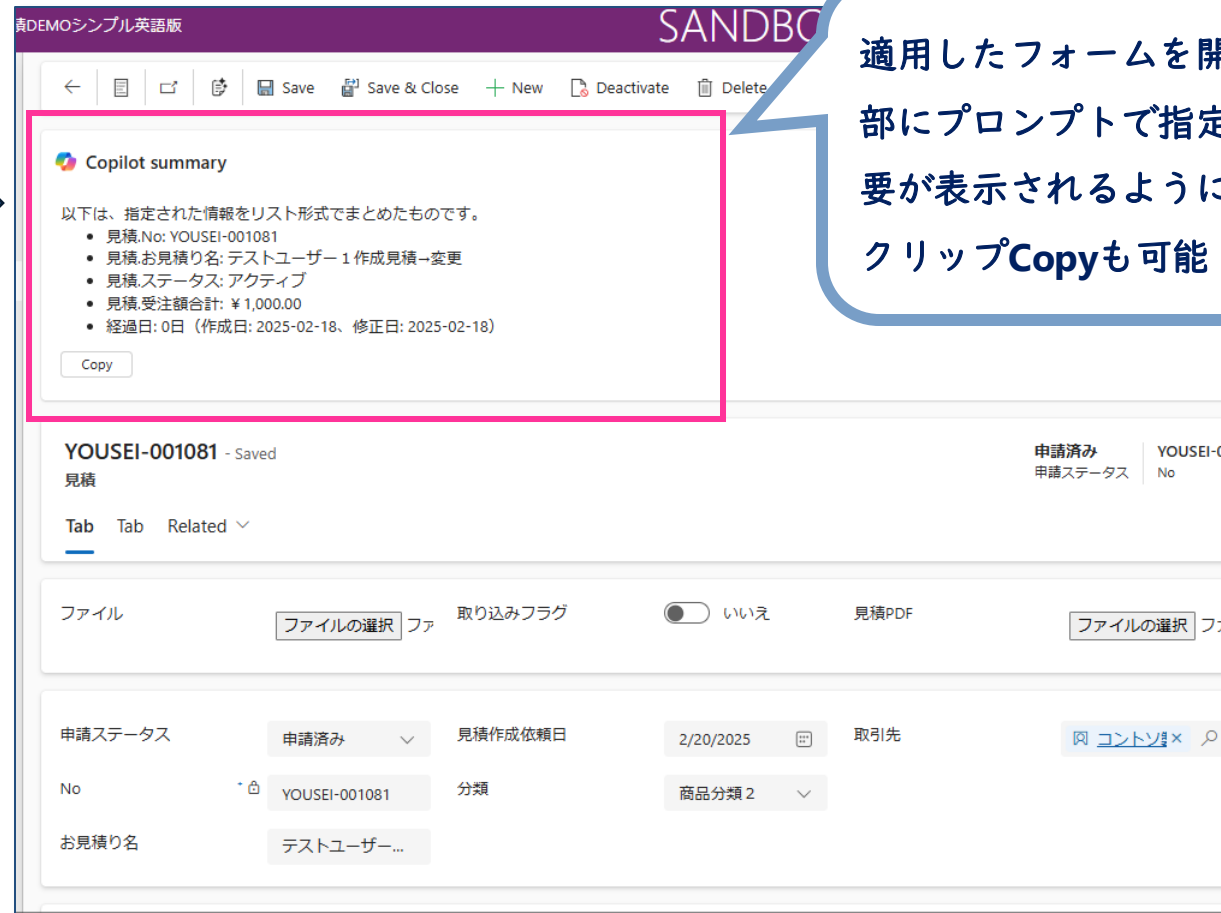 積DEMOシンプル英語版
SANDBO
適用したフォームを開
部にプロンプトで指定
要が表示されるように
クリップCopyも可能
Save
Save & Close
New
Deactivate
Delete
Copilot summary
以下は、指定された情報をリスト形式でまとめたものです。
• 見積.No: YOUSEI-001081
• 見積.お見積り名: テストユーザー１作成見積→変更
• 見積.ステータス: アクティブ
• 見積.受注額合計: ￥1,000.00
• 経過日: 0日（作成日: 2025-02-18、修正日: 2025-02-18）
Copy
YOUSEI-001081 - Saved
見積
申請済み
申請ステータス
YOUSEI-0
No
Tab Tab Related
ファイル ファイルの選択 ファ
取り込みフラグ いいえ
見積PDF ファイルの選択 ファ
申請ステータス 申請済み
見積作成依頼日 2/20/2025
取引先 コントソ
No * YOUSEI-001081
分類 商品分類２
お見積り名 テストユーザー...